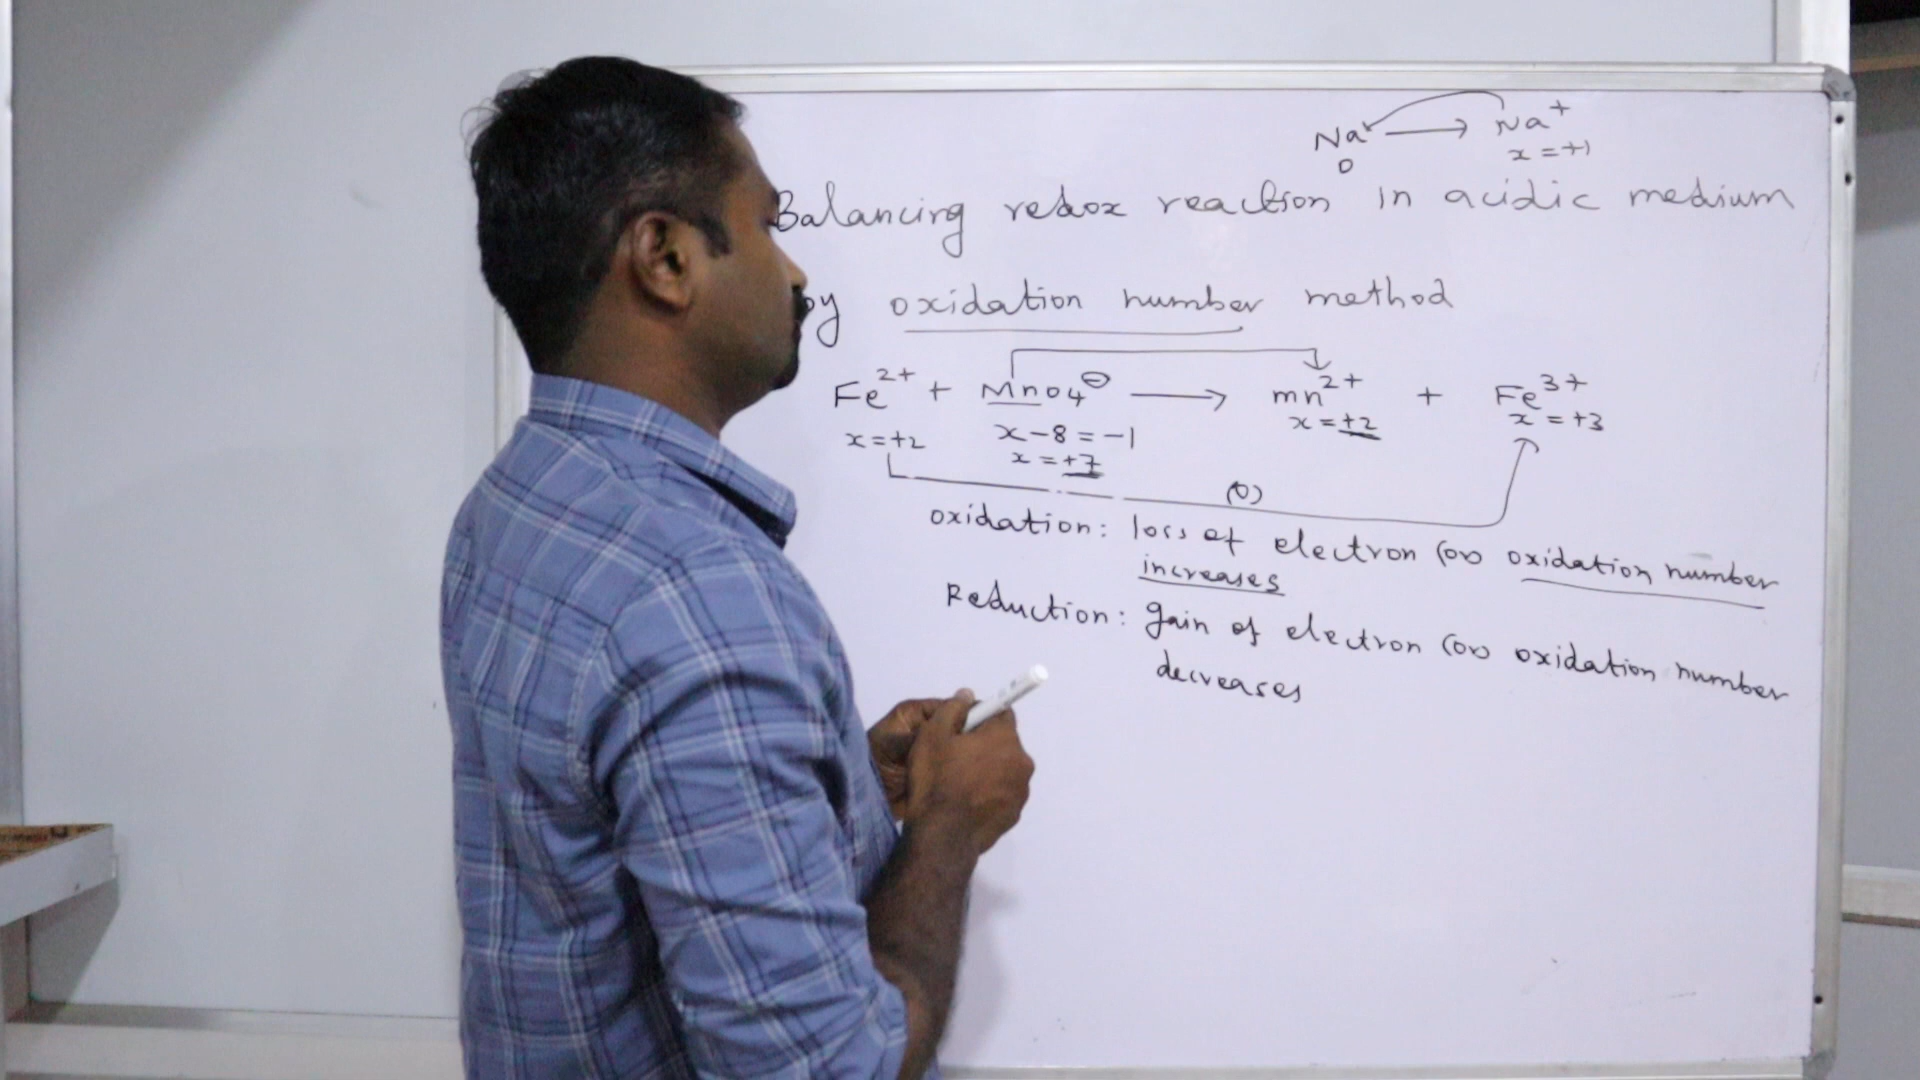 Na → Na⁺
0 x = +1
Balancing redox reaction in acidic medium
by oxidation number method
Fe²⁺ + MnO₄⊖ → mn²⁺ + Fe³⁺
x = +2 x - 8 = -1 x = +2 x = +3
x = +7
(o)
oxidation: loss of electron (or) oxidation number
increases
Reduction: gain of electron (or) oxidation number
decreases